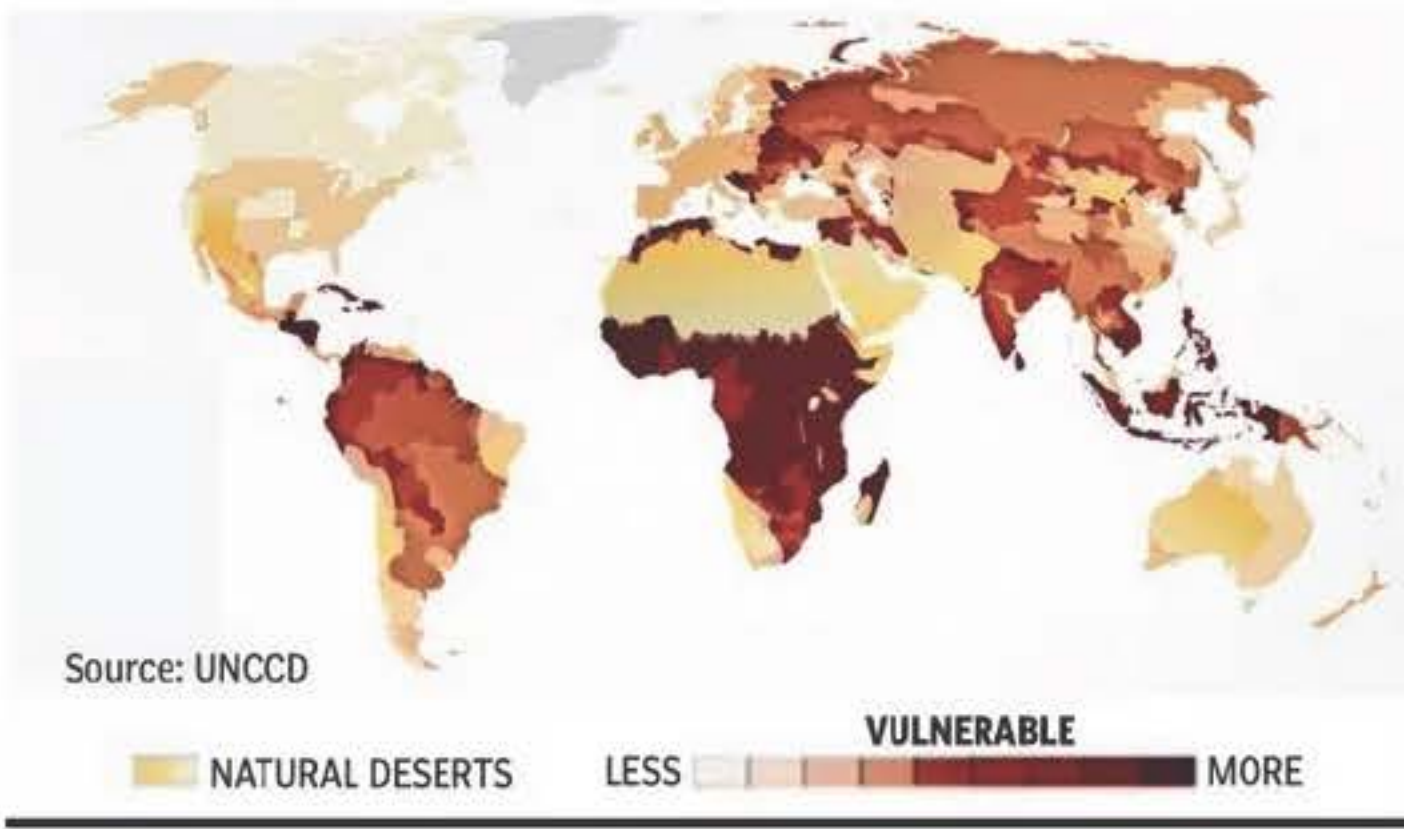 Source: UNCCD
VULNERABLE
NATURAL DESERTS
LESS
MORE